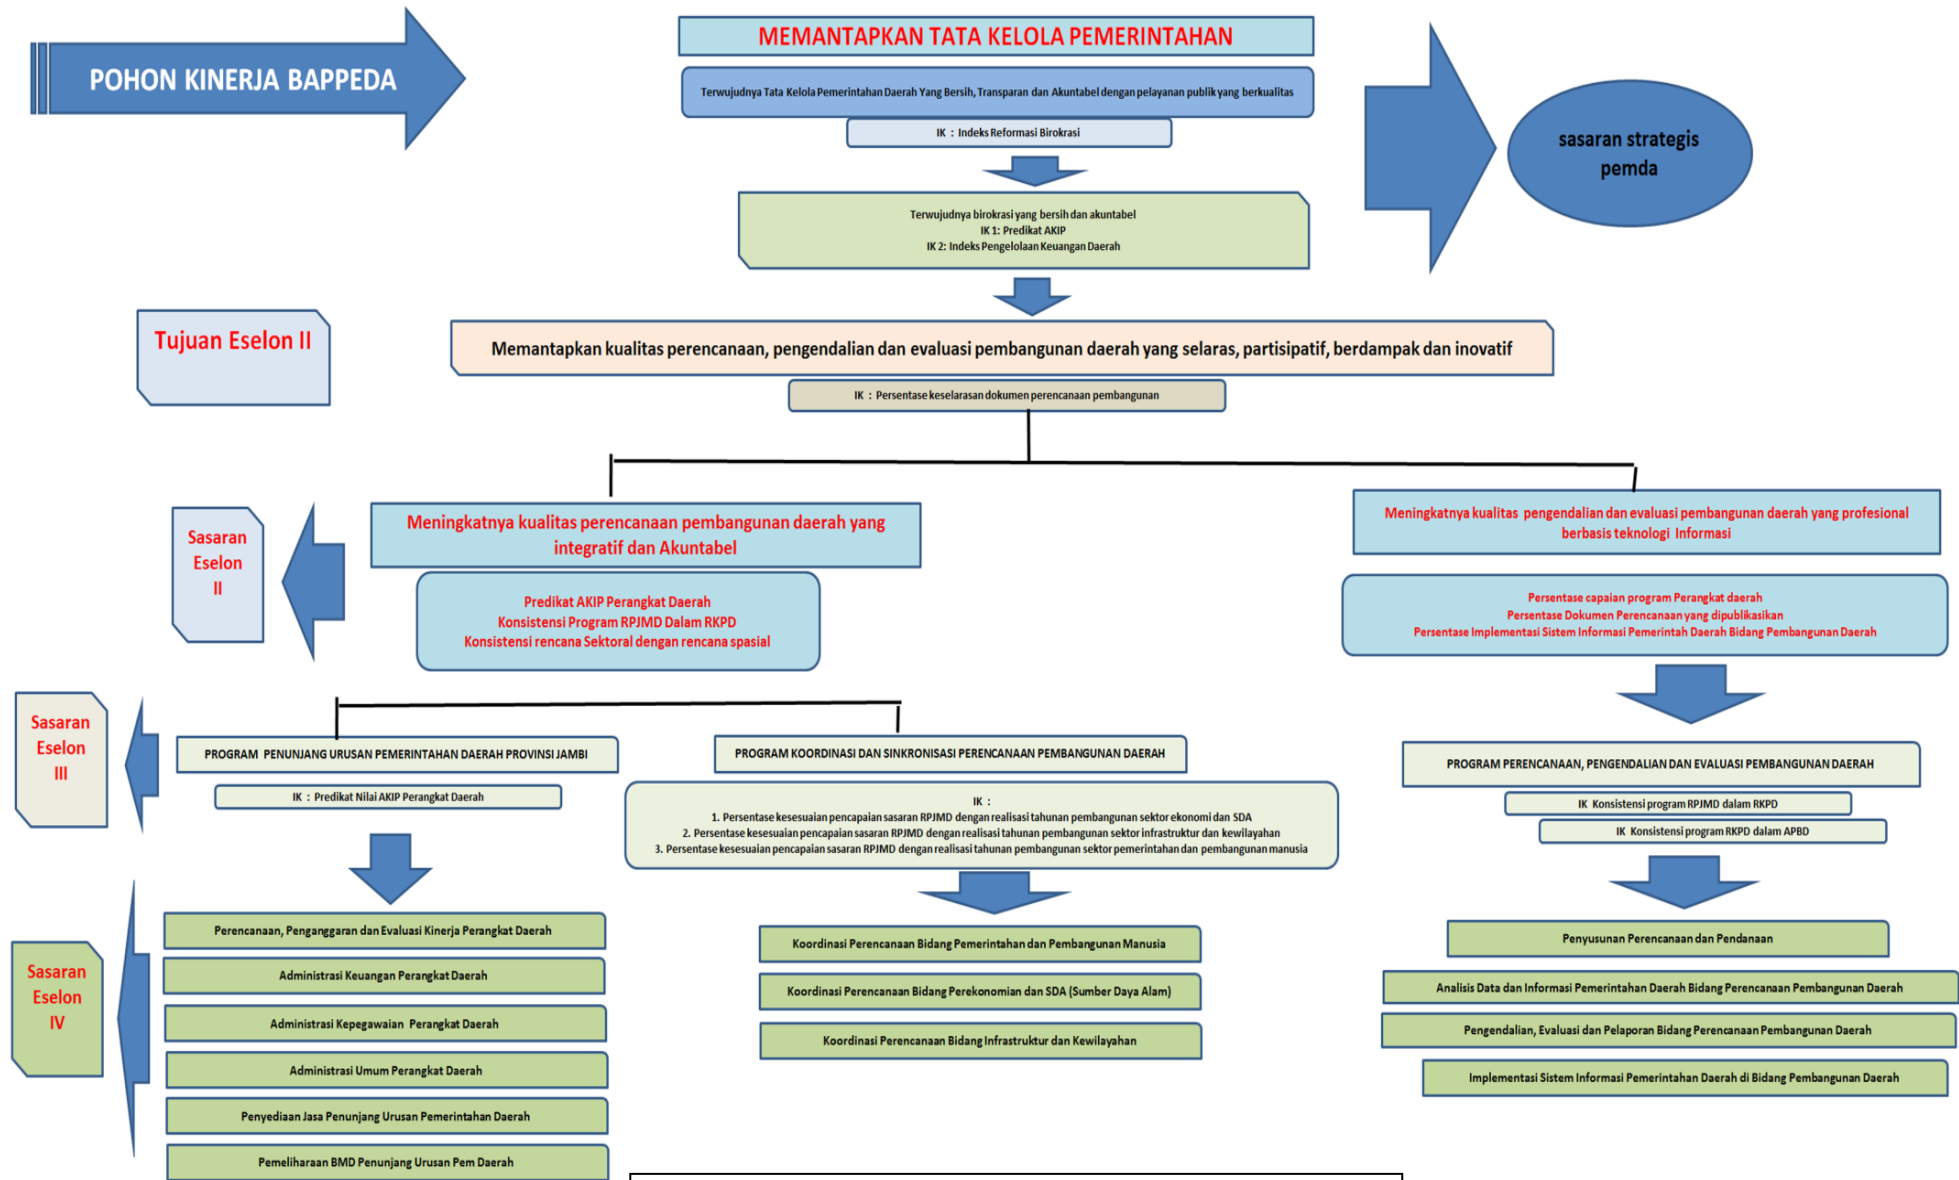 POHON KINERJA BAPPEDA
MEMANTAPKAN TATA KELOLA PEMERINTAHAN
Terwujudnya Tata Kelola Pemerintahan Daerah Yang Bersih, Transparan dan Akuntabel dengan pelayanan publik yang berkualitas
IK : Indeks Reformasi Birokrasi
sasaran strategis
pemda
Terwujudnya birokrasi yang bersih dan akuntabel
IK 1: Predikat AKIP
IK 2: Indeks Pengelolaan Keuangan Daerah
Tujuan Eselon II
Memantapkan kualitas perencanaan, pengendalian dan evaluasi pembangunan daerah yang selaras, partisipatif, berdampak dan inovatif
IK : Persentase keselarasan dokumen perencanaan pembangunan
Sasaran
Eselon
II
Meningkatnya kualitas perencanaan pembangunan daerah yang
integratif dan Akuntabel
Predikat AKIP Perangkat Daerah
Konsistensi Program RPJMD Dalam RKPD
Konsistensi rencana Sektoral dengan rencana spasial
Meningkatnya kualitas pengendalian dan evaluasi pembangunan daerah yang profesional
berbasis teknologi Informasi
Persentase capaian program Perangkat daerah
Persentase Dokumen Perencanaan yang dipublikasikan
Persentase Implementasi Sistem Informasi Pemerintah Daerah Bidang Pembangunan Daerah
Sasaran
Eselon
III
PROGRAM PENUNJANG URUSAN PEMERINTAHAN DAERAH PROVINSI JAMBI
IK : Predikat Nilai AKIP Perangkat Daerah
PROGRAM KOORDINASI DAN SINKRONISASI PERENCANAAN PEMBANGUNAN DAERAH
IK :
1. Persentase kesesuaian pencapaian sasaran RPJMD dengan realisasi tahunan pembangunan sektor ekonomi dan SDA
2. Persentase kesesuaian pencapaian sasaran RPJMD dengan realisasi tahunan pembangunan sektor infrastruktur dan kewilayahan
3. Persentase kesesuaian pencapaian sasaran RPJMD dengan realisasi tahunan pembangunan sektor pemerintahan dan pembangunan manusia
PROGRAM PERENCANAAN, PENGENDALIAN DAN EVALUASI PEMBANGUNAN DAERAH
IK Konsistensi program RPJMD dalam RKPD
IK Konsistensi program RKPD dalam APBD
Sasaran
Eselon
IV
Perencanaan, Penganggaran dan Evaluasi Kinerja Perangkat Daerah
Administrasi Keuangan Perangkat Daerah
Administrasi Kepegawaian Perangkat Daerah
Administrasi Umum Perangkat Daerah
Penyediaan Jasa Penunjang Urusan Pemerintahan Daerah
Pemeliharaan BMD Penunjang Urusan Pem Daerah
Koordinasi Perencanaan Bidang Pemerintahan dan Pembangunan Manusia
Koordinasi Perencanaan Bidang Perekonomian dan SDA (Sumber Daya Alam)
Koordinasi Perencanaan Bidang Infrastruktur dan Kewilayahan
Penyusunan Perencanaan dan Pendanaan
Analisis Data dan Informasi Pemerintahan Daerah Bidang Perencanaan Pembangunan Daerah
Pengendalian, Evaluasi dan Pelaporan Bidang Perencanaan Pembangunan Daerah
Implementasi Sistem Informasi Pemerintahan Daerah di Bidang Pembangunan Daerah